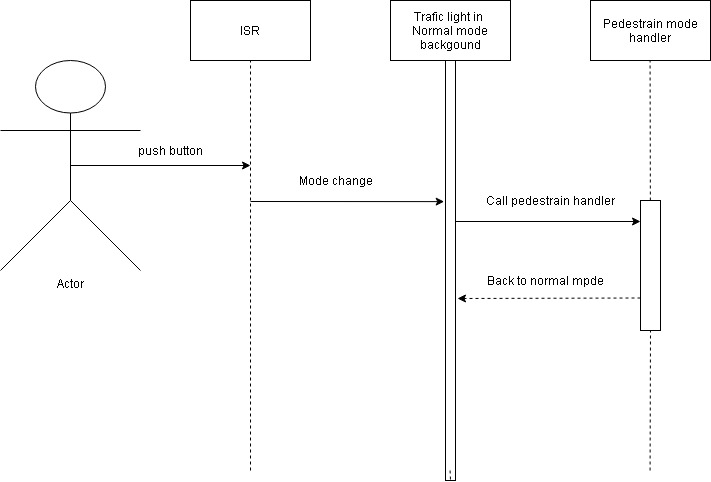 ISR
Trafic light in
Normal mode
backgound
Pedestrain mode
handler
push button
Mode change
Call pedestrain handler
Back to normal mpde
Actor